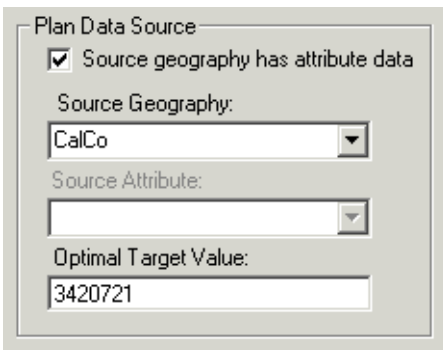 Plan Data Source
Source geography has attribute data
Source Geography:
CalCo
Source Attribute:
Optimal Target Value:
3420721